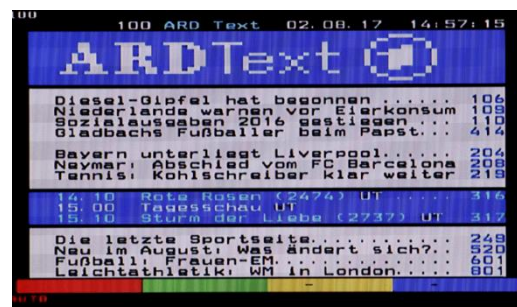 100
100 ARD Text 02.08.17 14:57:15
ARDText 1
Diesel-Gipfel hat begonnen...... 106
Niederlande warnen vor Eierkonsum 109
Sozialausgaben 2016 gestiegen... 110
Gladbachs Fußballer beim Papst... 414
Bayern unterliegt Liverpool..... 204
Neymar: Abschied vom FC Barcelona 208
Tennis: Kohlschreiber klar weiter 219
14.10 Rote Rosen (2474) UT ..... 316
15.00 Tagesschau UT
15.10 Sturm der Liebe (2737) UT 317
Die letzte Sportseite........... 249
Neu im August: Was ändert sich?. 520
Fußball: Frauen-EM.............. 601
Leichtathletik: WM in London.... 801
- -
AUTO